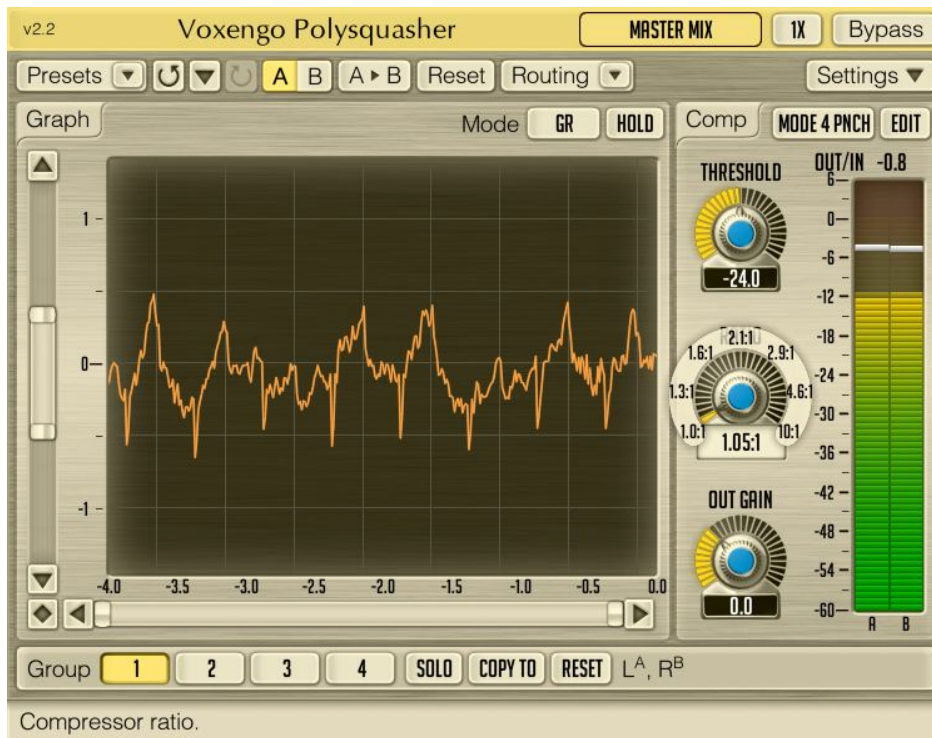 v2.2 Voxengo Polysquasher MASTER MIX 1X Bypass
Presets A B A ▸ B Reset Routing Settings
Graph Mode GR HOLD Comp MODE 4 PNCH EDIT
THRESHOLD OUT/IN -0.8
-24.0
2.1:1
1.6:1 2.9:1
1.3:1 4.6:1
1.0:1 10:1
1.05:1
OUT GAIN
0.0
1
0
-1
-4.0 -3.5 -3.0 -2.5 -2.0 -1.5 -1.0 -0.5 0.0
6
0
-6
-12
-18
-24
-30
-36
-42
-48
-54
-60
A B
Group 1 2 3 4 SOLO COPY TO RESET Lᴬ, Rᴮ
Compressor ratio.